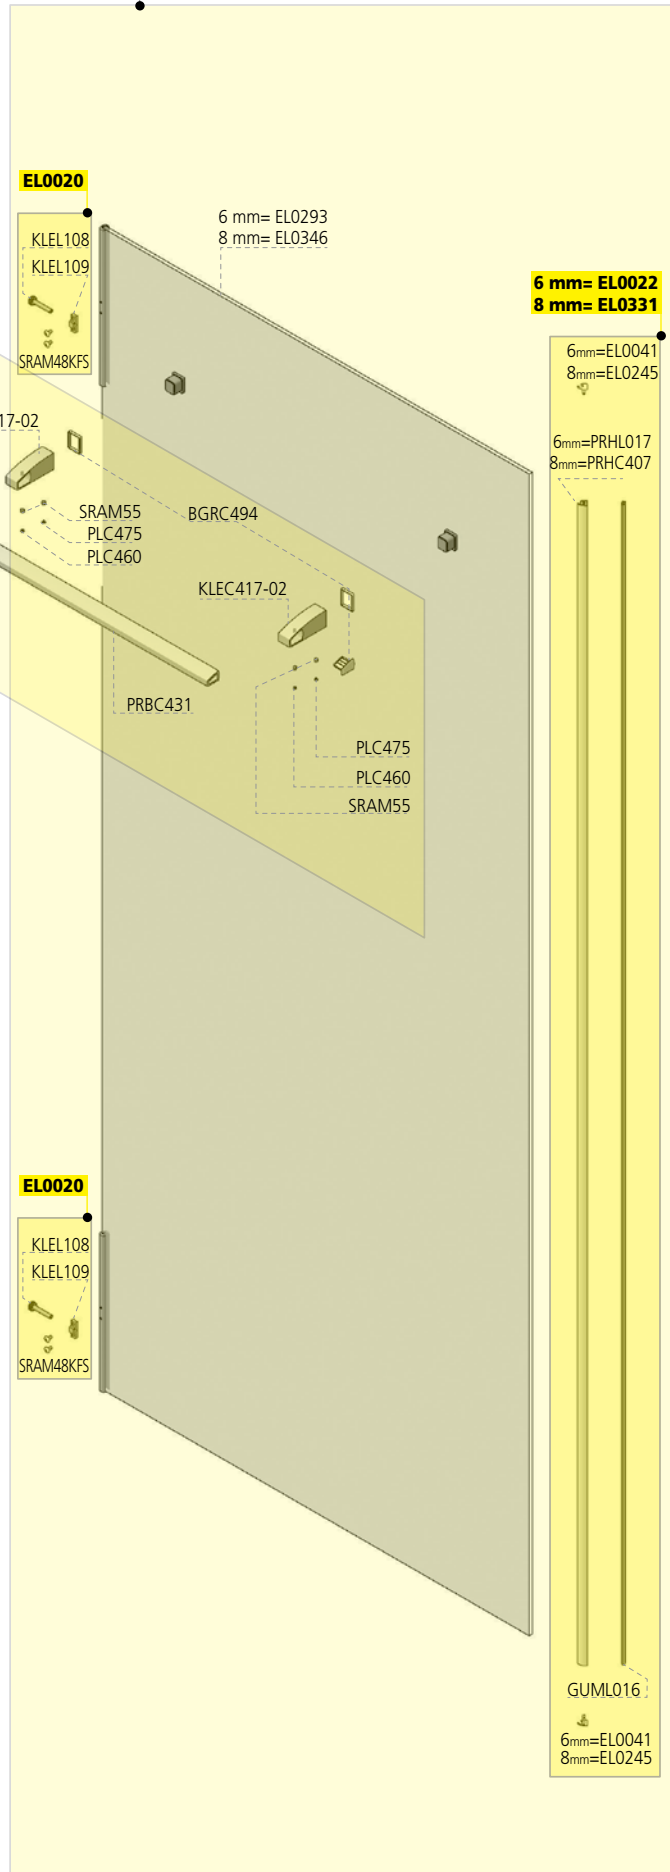 EL0020
KLEL108
KLEL109
SRAM48KFS
6 mm= EL0293
8 mm= EL0346
6 mm= EL0022
8 mm= EL0331
6mm=EL0041
8mm=EL0245
6mm=PRHL017
8mm=PRHC407
17-02
SRAM55
PLC475
PLC460
BGRC494
KLEC417-02
PRBC431
PLC475
PLC460
SRAM55
EL0020
KLEL108
KLEL109
SRAM48KFS
GUML016
6mm=EL0041
8mm=EL0245